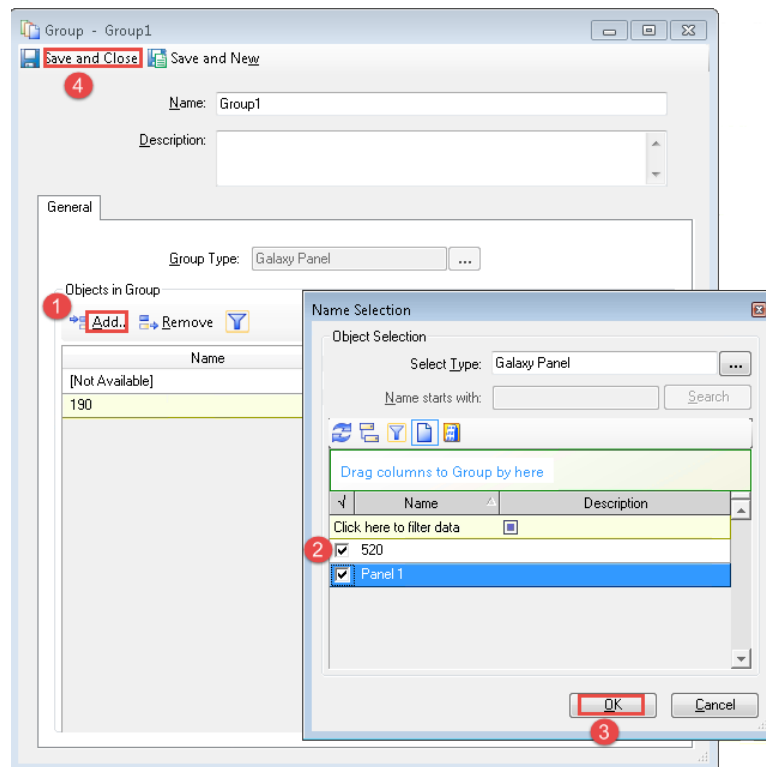 Group - Group1
Save and Close Save and New
4
Name: Group1
Description:
General
Group Type: Galaxy Panel ...
Objects in Group
1
Add.. Remove
Name
[Not Available]
190
Name Selection
Object Selection
Select Type: Galaxy Panel ...
Name starts with: Search
Drag columns to Group by here
√ Name Description
Click here to filter data
2 520
Panel 1
OK Cancel
3